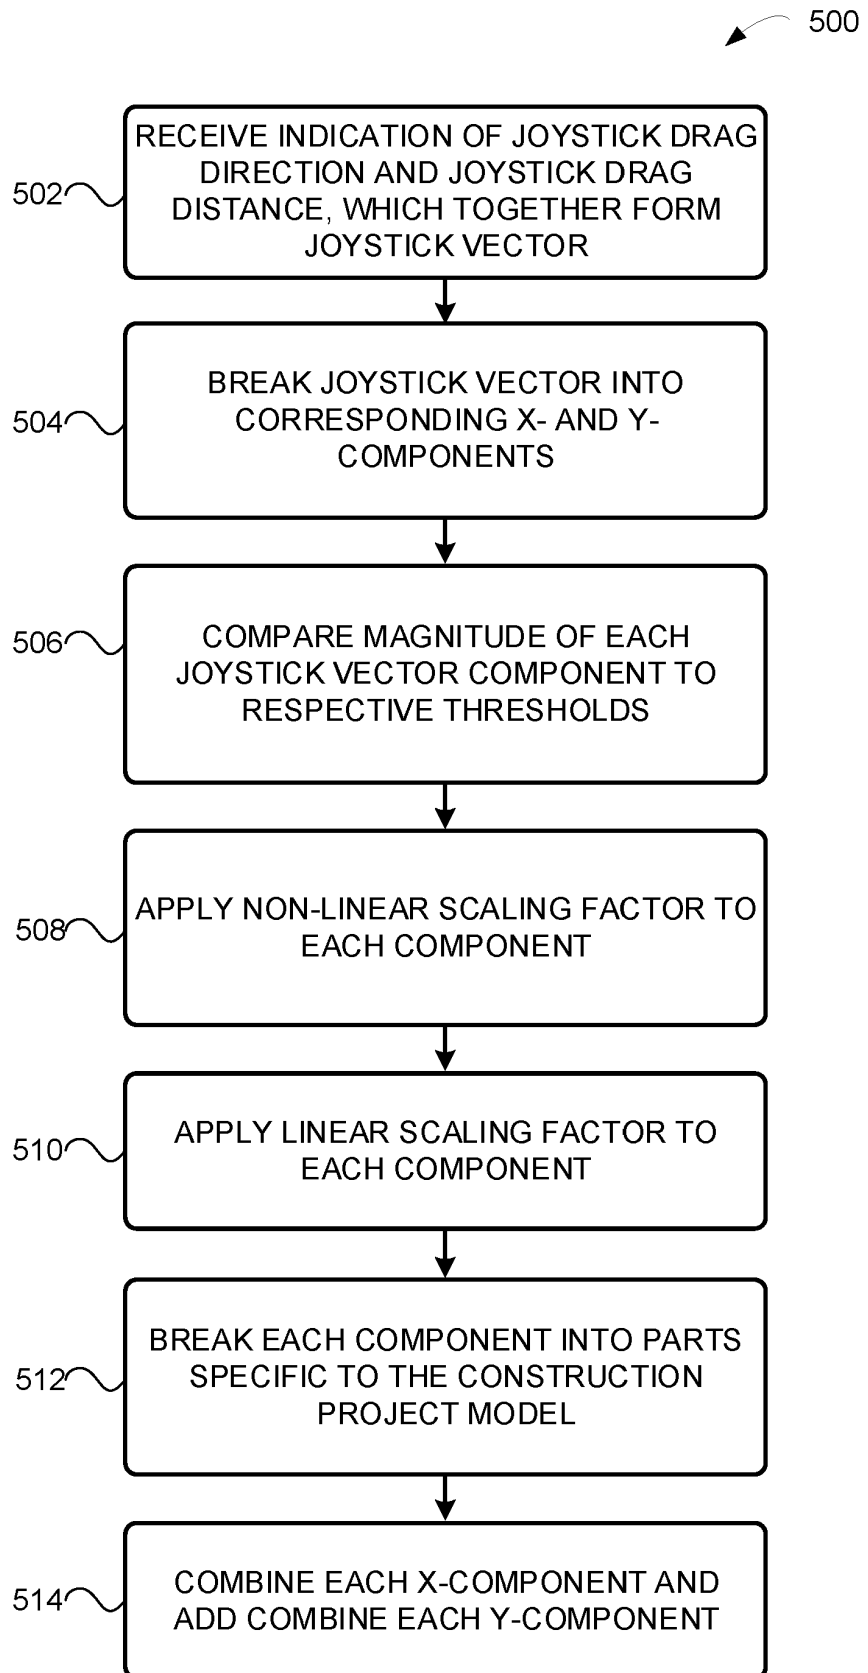 500
502
RECEIVE INDICATION OF JOYSTICK DRAG
DIRECTION AND JOYSTICK DRAG
DISTANCE, WHICH TOGETHER FORM
JOYSTICK VECTOR
504
BREAK JOYSTICK VECTOR INTO
CORRESPONDING X- AND Y-
COMPONENTS
506
COMPARE MAGNITUDE OF EACH
JOYSTICK VECTOR COMPONENT TO
RESPECTIVE THRESHOLDS
508
APPLY NON-LINEAR SCALING FACTOR TO
EACH COMPONENT
510
APPLY LINEAR SCALING FACTOR TO
EACH COMPONENT
512
BREAK EACH COMPONENT INTO PARTS
SPECIFIC TO THE CONSTRUCTION
PROJECT MODEL
514
COMBINE EACH X-COMPONENT AND
ADD COMBINE EACH Y-COMPONENT